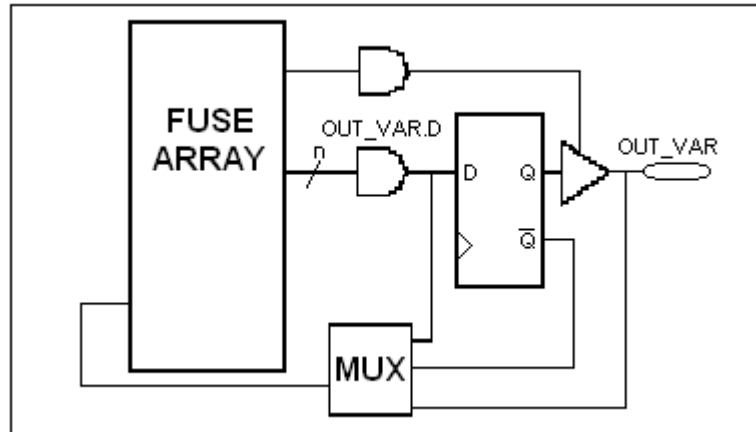 FUSE
ARRAY
n
OUT_VAR.D
D
Q
Q̅
OUT_VAR
MUX